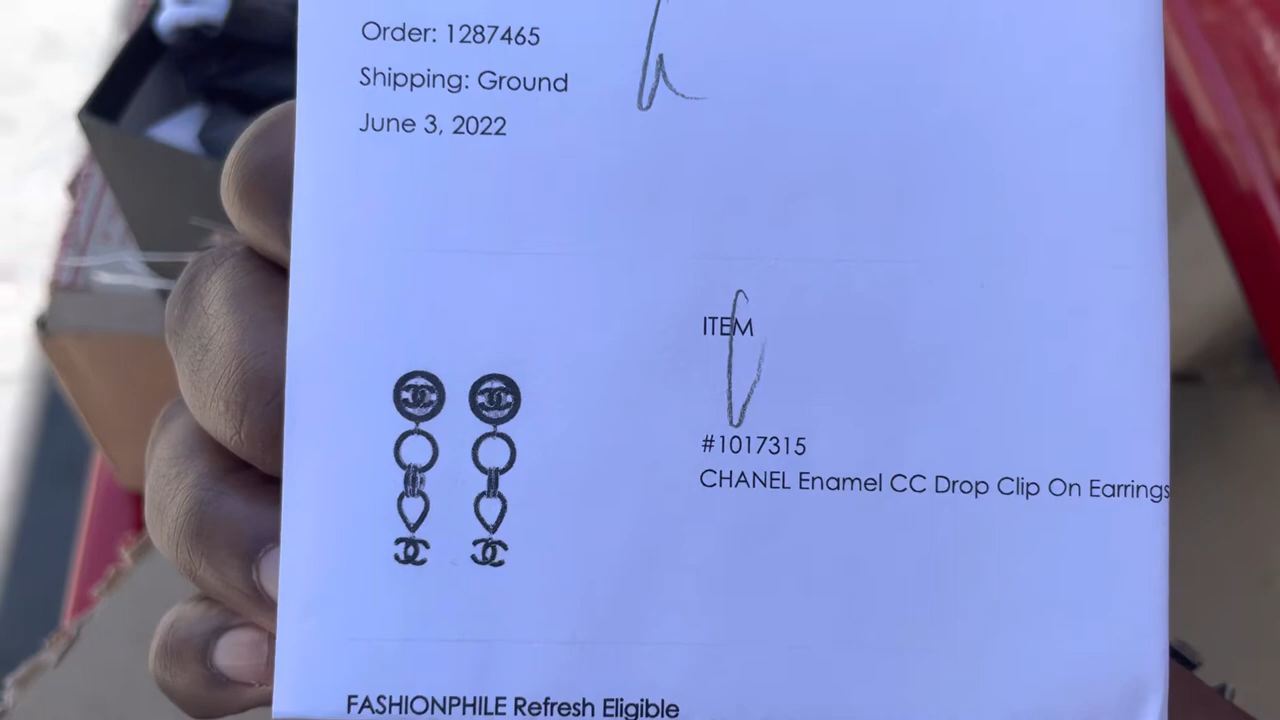 Order: 1287465
Shipping: Ground
June 3, 2022
ITEM
#1017315
CHANEL Enamel CC Drop Clip On Earrings
FASHIONPHILE Refresh Eligible